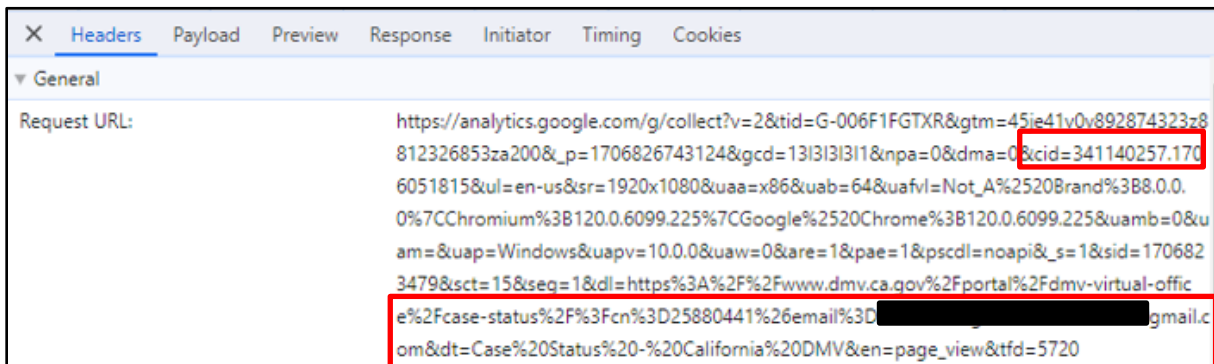 × Headers Payload Preview Response Initiator Timing Cookies
▼ General
Request URL: https://analytics.google.com/g/collect?v=2&tid=G-006F1FGTXR&gtm=45je41v0v892874323z8
812326853za200&_p=1706826743124&gcd=13l3l3l3l1&npa=0&dma=0&cid=341140257.170
6051815&ul=en-us&sr=1920x1080&uaa=x86&uab=64&uafvl=Not_A%2520Brand%3B8.0.0.
0%7CChromium%3B120.0.6099.225%7CGoogle%2520Chrome%3B120.0.6099.225&uamb=0&u
am=&uap=Windows&uapv=10.0.0&uaw=0&are=1&pae=1&pscdl=noapi&_s=1&sid=170682
3479&sct=15&seg=1&dl=https%3A%2F%2Fwww.dmv.ca.gov%2Fportal%2Fdmv-virtual-offic
e%2Fcase-status%2F%3Fcn%3D25880441%26email%3D gmail.c
om&dt=Case%20Status%20-%20California%20DMV&en=page_view&tfd=5720